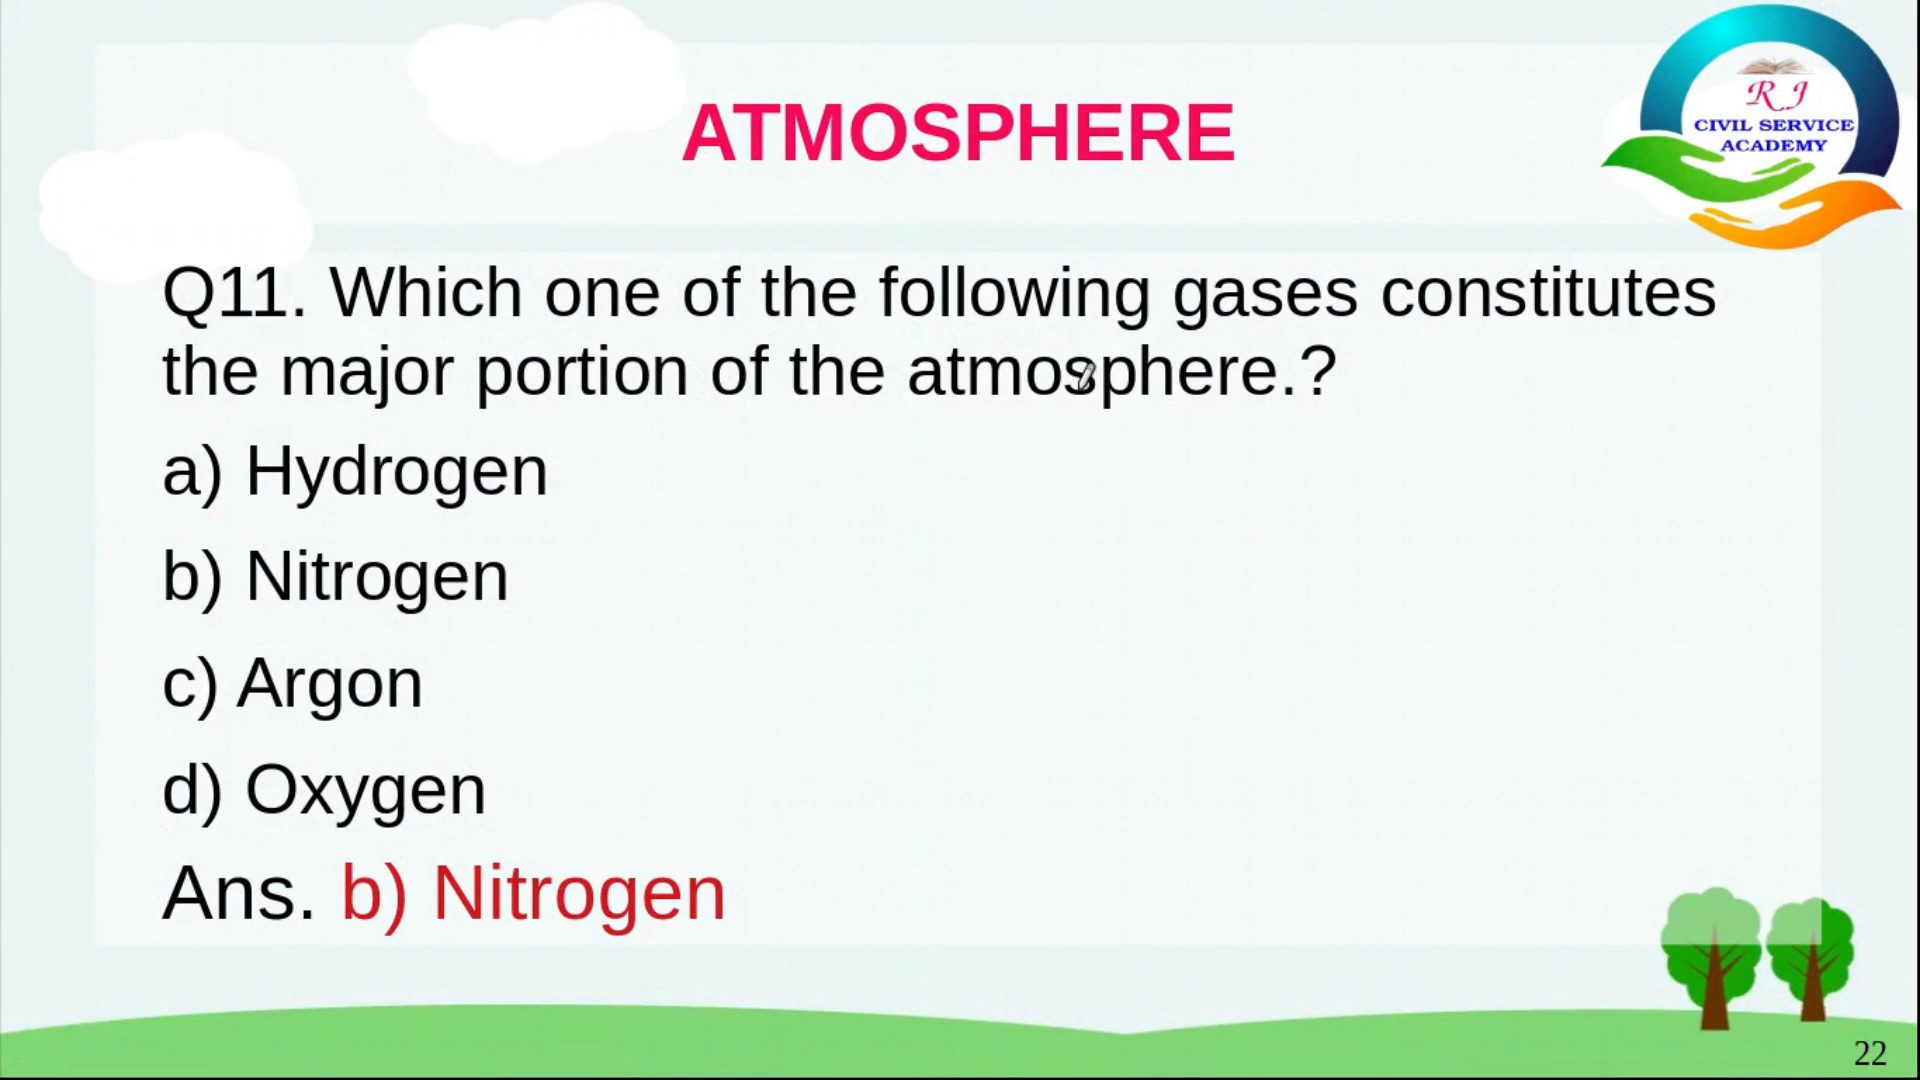 ATMOSPHERE
R J
CIVIL SERVICE
ACADEMY
Q11. Which one of the following gases constitutes
the major portion of the atmosphere.?
a) Hydrogen
b) Nitrogen
c) Argon
d) Oxygen
Ans. b) Nitrogen
22